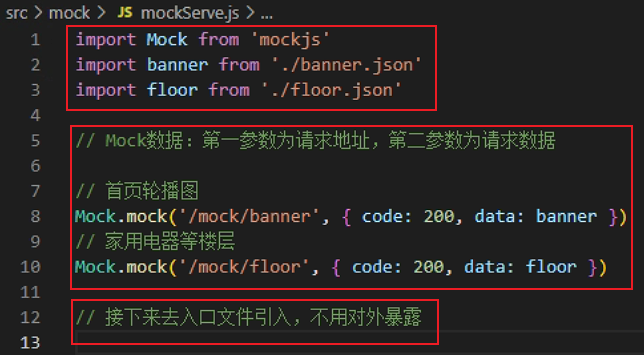 src > mock > JS mockServe.js > ...
1 import Mock from 'mockjs'
2 import banner from './banner.json'
3 import floor from './floor.json'
4
5 // Mock数据：第一参数为请求地址，第二参数为请求数据
6
7 // 首页轮播图
8 Mock.mock('/mock/banner', { code: 200, data: banner })
9 // 家用电器等楼层
10 Mock.mock('/mock/floor', { code: 200, data: floor })
11
12 // 接下来去入口文件引入，不用对外暴露
13